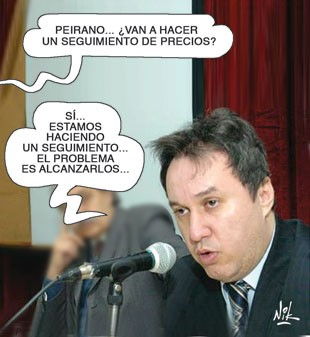 PEIRANO... ¿VAN A HACER
UN SEGUIMIENTO DE PRECIOS?
SÍ...
ESTAMOS
HACIENDO
UN SEGUIMIENTO...
EL PROBLEMA
ES ALCANZARLOS...
Nik